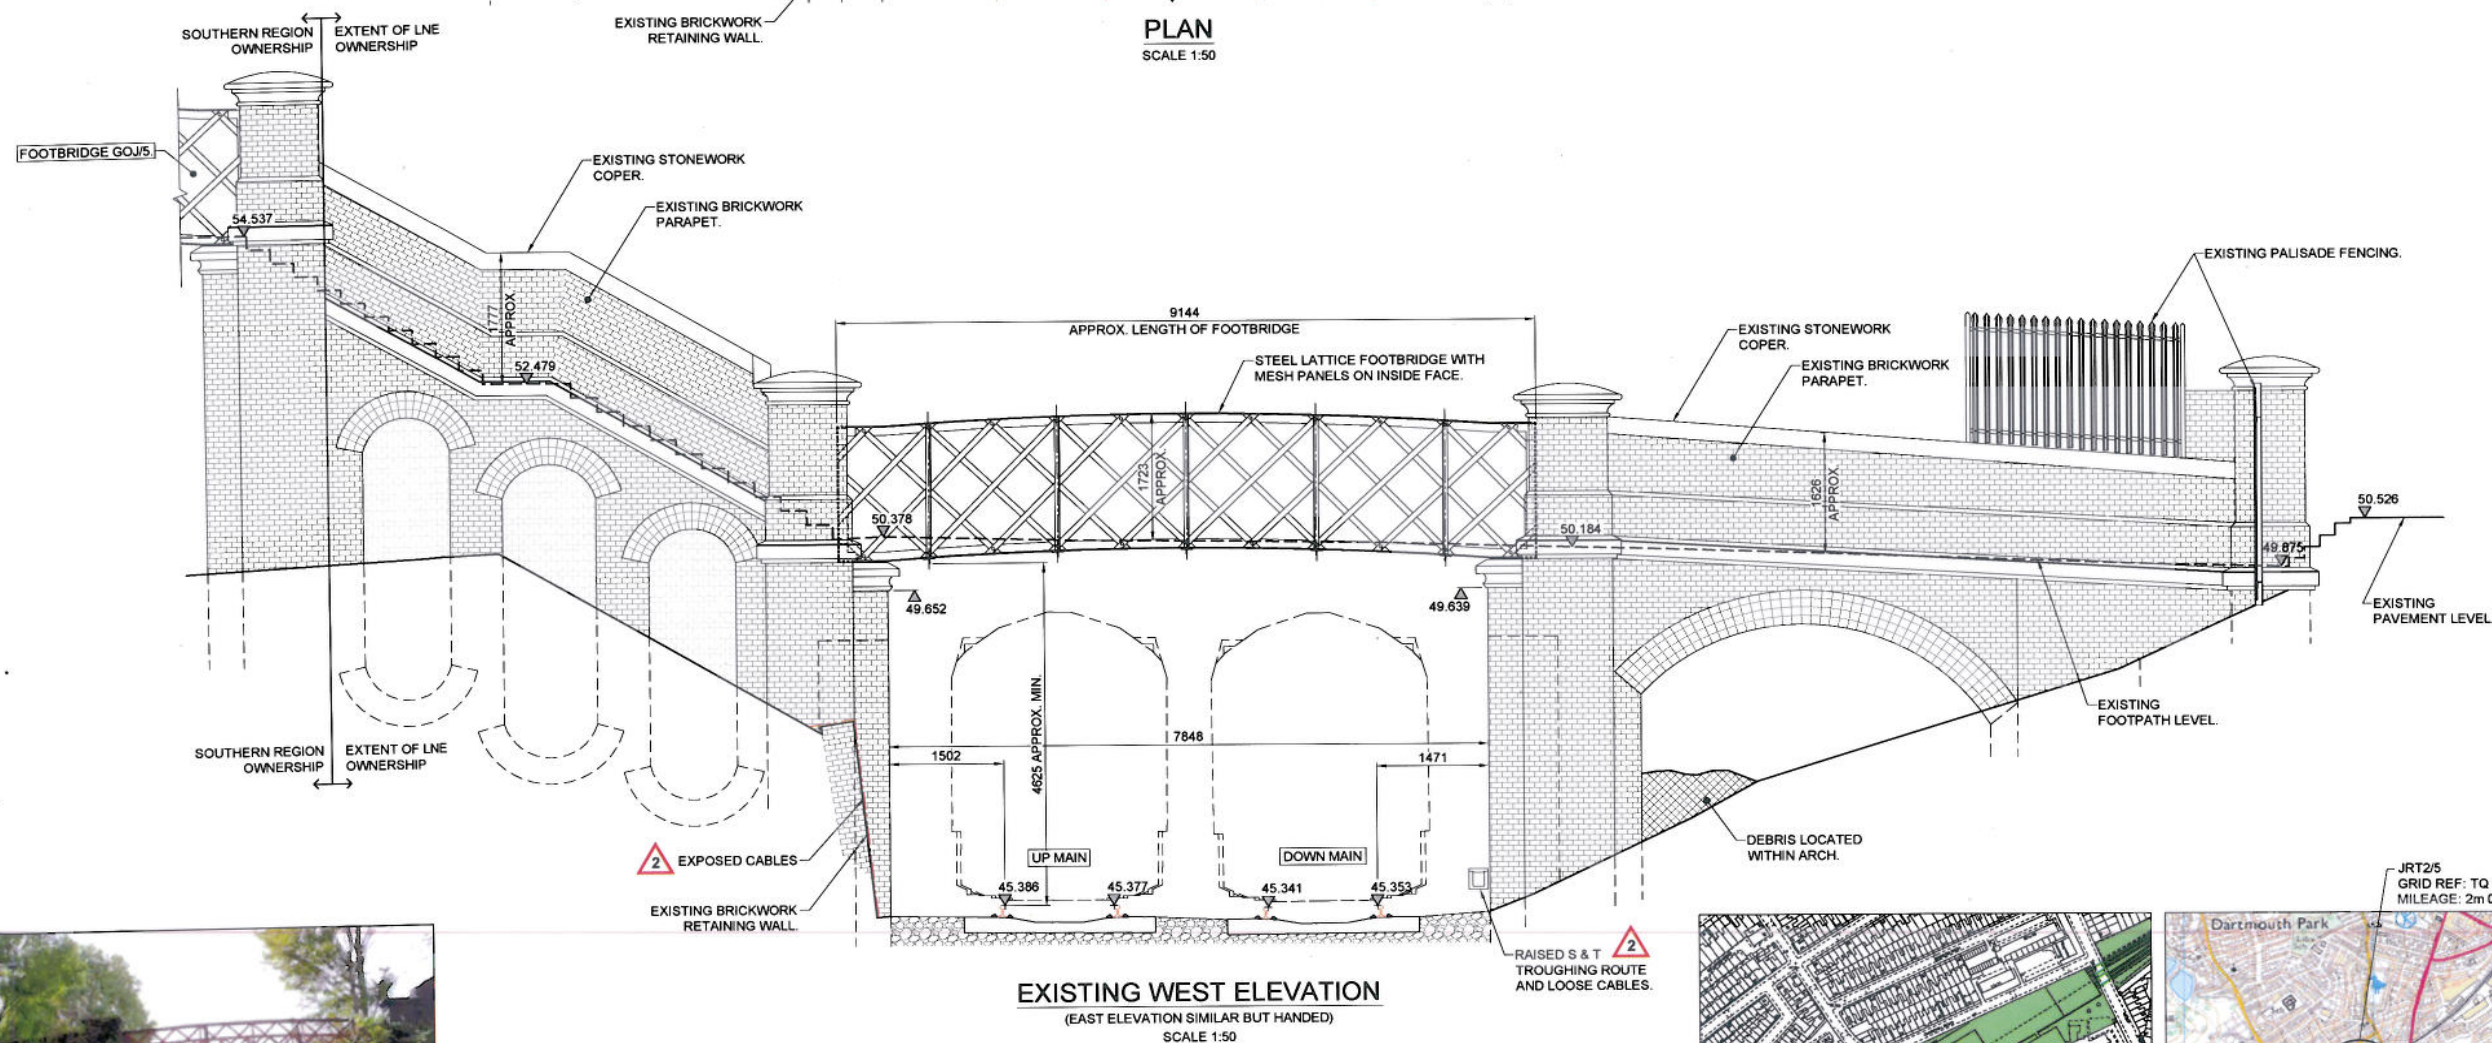 EXISTING BRICKWORK
RETAINING WALL.
PLAN
SCALE 1:50
SOUTHERN REGION
OWNERSHIP
EXTENT OF LNE
OWNERSHIP
FOOTBRIDGE GOJ/5.
54.537
EXISTING STONEWORK
COPER.
EXISTING BRICKWORK
PARAPET.
1777
APPROX.
52.479
9144
APPROX. LENGTH OF FOOTBRIDGE
STEEL LATTICE FOOTBRIDGE WITH
MESH PANELS ON INSIDE FACE.
1723
APPROX.
50.378
EXISTING STONEWORK
COPER.
EXISTING BRICKWORK
PARAPET.
EXISTING PALISADE FENCING.
1626
APPROX.
50.184
50.526
49.875
EXISTING
PAVEMENT LEVEL
EXISTING
FOOTPATH LEVEL.
49.652
49.639
4625 APPROX. MIN.
7848
1502
1471
SOUTHERN REGION
OWNERSHIP
EXTENT OF LNE
OWNERSHIP
2
EXPOSED CABLES
EXISTING BRICKWORK
RETAINING WALL.
UP MAIN
DOWN MAIN
45.386
45.377
45.341
45.353
DEBRIS LOCATED
WITHIN ARCH.
RAISED S & T
TROUGHING ROUTE
AND LOOSE CABLES.
2
JRT2/5
GRID REF: TQ
MILEAGE: 2m
Dartmouth Park
EXISTING WEST ELEVATION
(EAST ELEVATION SIMILAR BUT HANDED)
SCALE 1:50